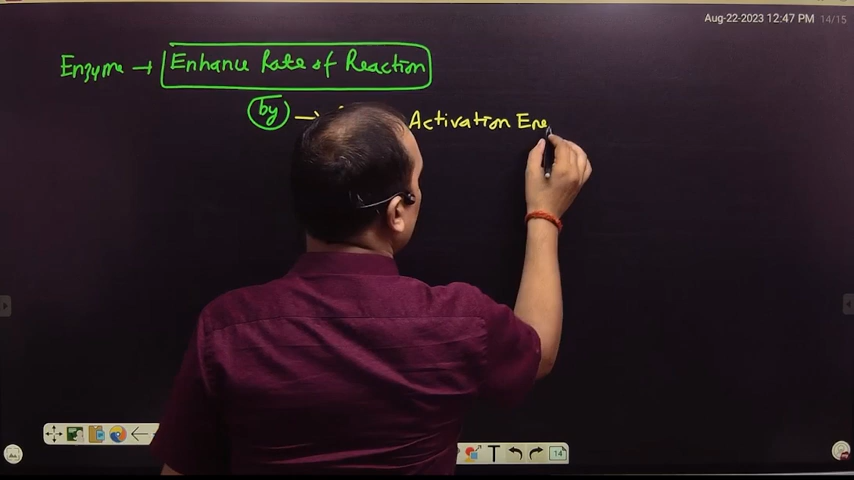 Aug-22-2023 12:47 PM 14/15
Enzyme → Enhance Rate of Reaction
by → Activation Ene
T 14